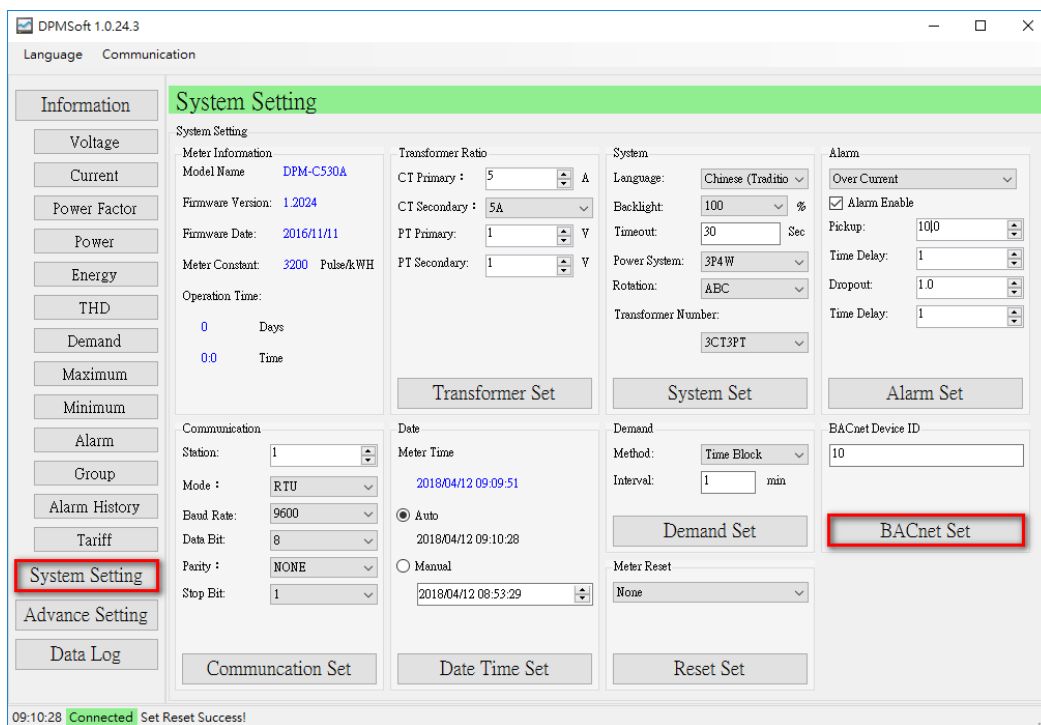 DPMSoft 1.0.24.3
Language Communication
Information
Voltage
Current
Power Factor
Power
Energy
THD
Demand
Maximum
Minimum
Alarm
Group
Alarm History
Tariff
System Setting
Advance Setting
Data Log
System Setting
System Setting
Meter Information
Model Name DPM-C530A
Firmware Version: 1.2024
Firmware Date: 2016/11/11
Meter Constant: 3200 Pulse/kWH
Operation Time:
0 Days
0:0 Time
Transformer Ratio
CT Primary : 5 A
CT Secondary : 5A
PT Primary: 1 V
PT Secondary: 1 V
Transformer Set
System
Language: Chinese (Traditio
Backlight: 100 %
Timeout: 30 Sec
Power System: 3P4W
Rotation: ABC
Transformer Number:
3CT3PT
System Set
Alarm
Over Current
Alarm Enable
Pickup: 10.0
Time Delay: 1
Dropout: 1.0
Time Delay: 1
Alarm Set
Communication
Station: 1
Mode : RTU
Baud Rate: 9600
Data Bit: 8
Parity : NONE
Stop Bit: 1
Communcation Set
Date
Meter Time
2018/04/12 09:09:51
Auto
2018/04/12 09:10:28
Manual
2018/04/12 08:53:29
Date Time Set
Demand
Method: Time Block
Interval: 1 min
Demand Set
Meter Reset
None
Reset Set
BACnet Device ID
10
BACnet Set
09:10:28 Connected Set Reset Success!